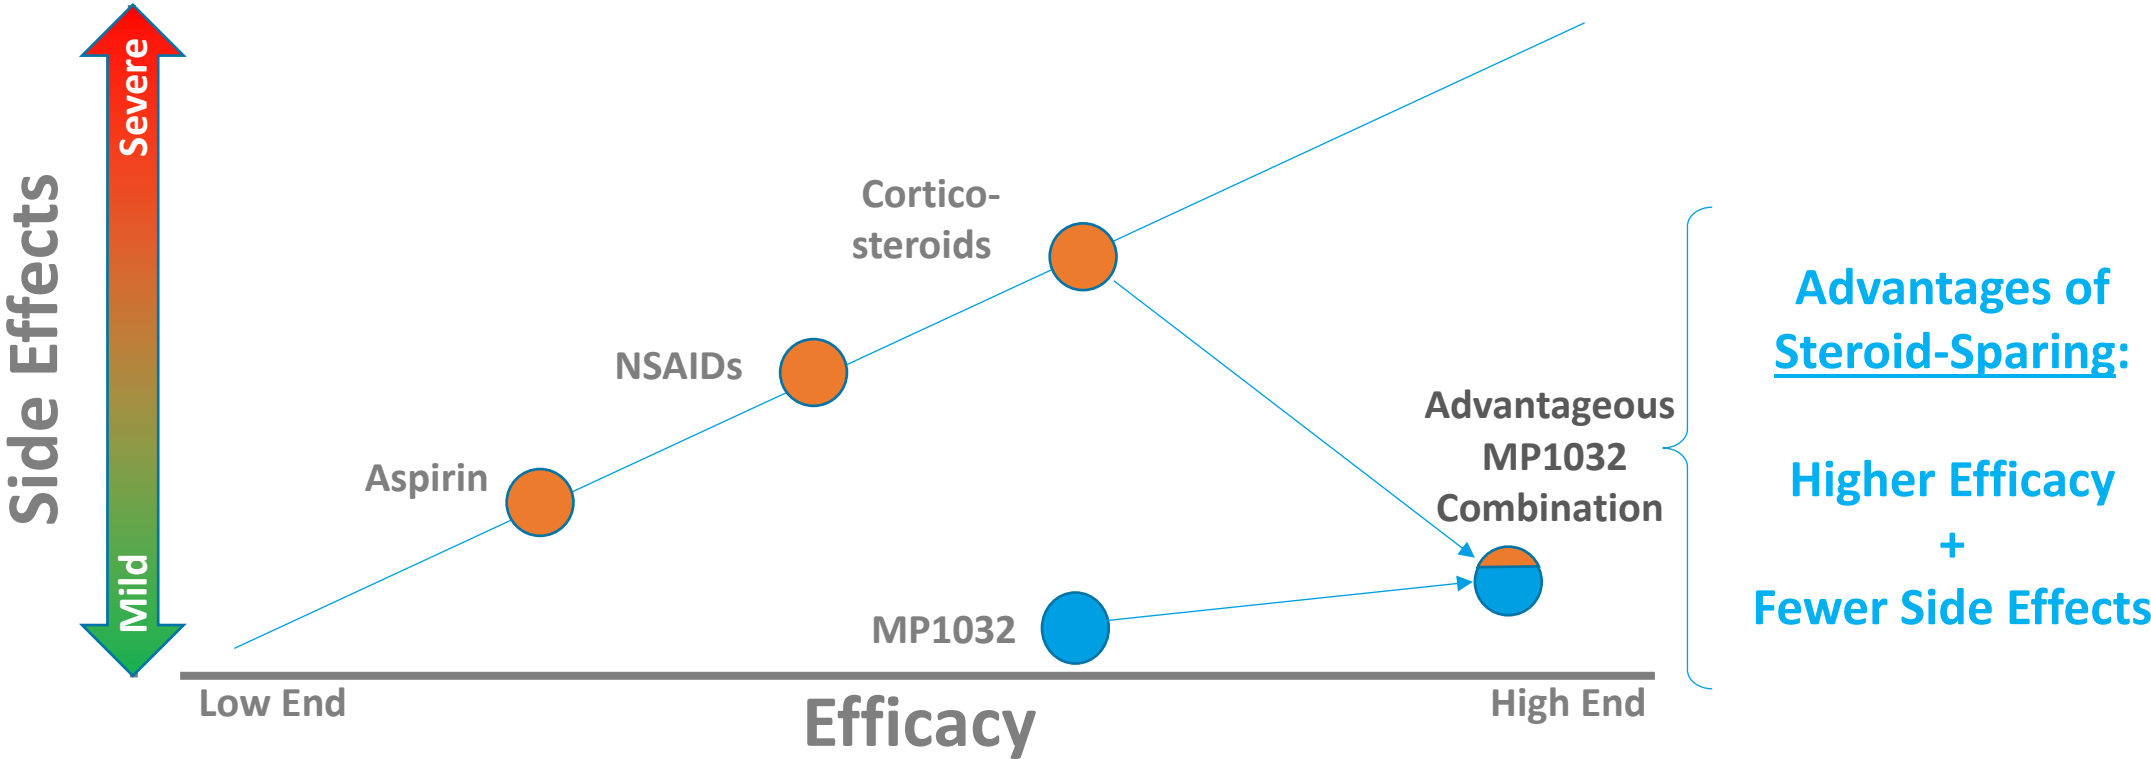 Side Effects
Severe
Mild
Cortico-
steroids
NSAIDs
Aspirin
MP1032
Advantageous
MP1032
Combination
Low End
Efficacy
High End
Advantages of
Steroid-Sparing:
Higher Efficacy
+
Fewer Side Effects